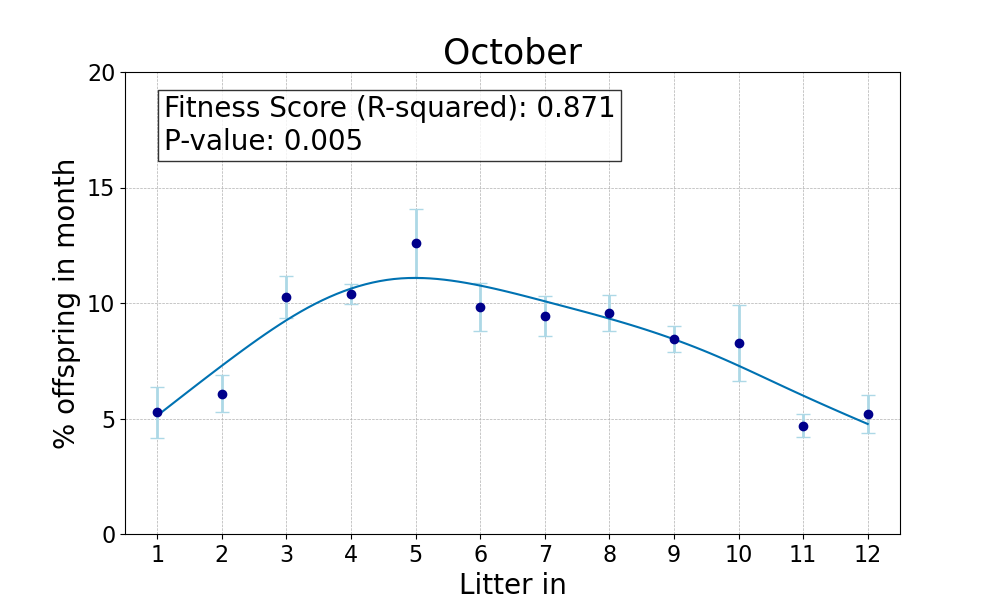 October
Fitness Score (R-squared): 0.871
P-value: 0.005
% offspring in month
20
15
10
5
0
1 2 3 4 5 6 7 8 9 10 11 12
Litter in